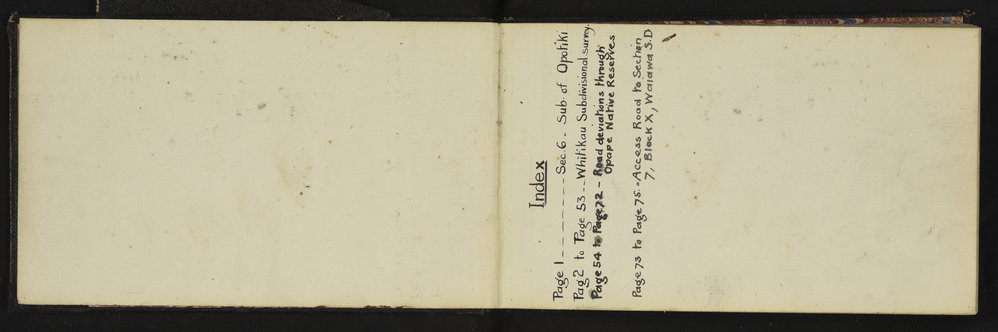 Index
Page 1 - - - - - - - Sec. 6. Sub. of Opotiki
Pag 2 to Page 53 -- Whitikau Subdivisional survey.
Page 54 to Page 72 - Road deviations through
Opape Native Reserves
Page 73 to Page 75.-Access Road to Section
7, Block X, Waiawa S.D